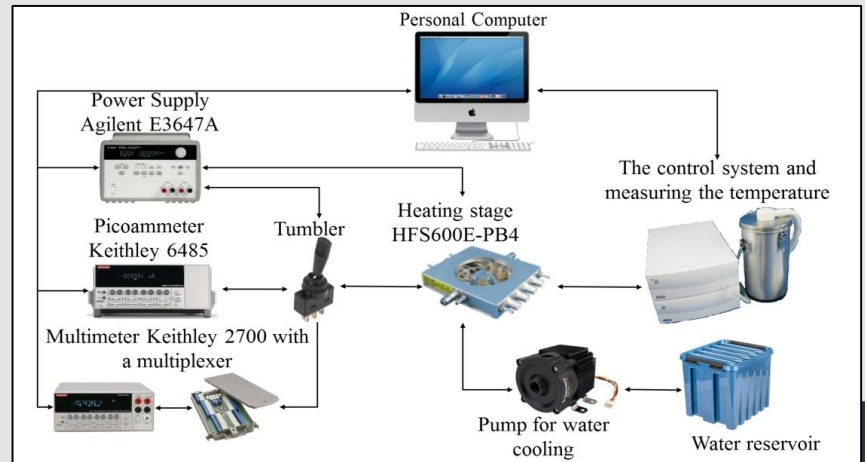 Personal Computer
Power Supply
Agilent E3647A
The control system and
measuring the temperature
Picoammeter
Keithley 6485
Tumbler
Heating stage
HFS600E-PB4
Multimeter Keithley 2700 with
a multiplexer
Pump for water
cooling
Water reservoir